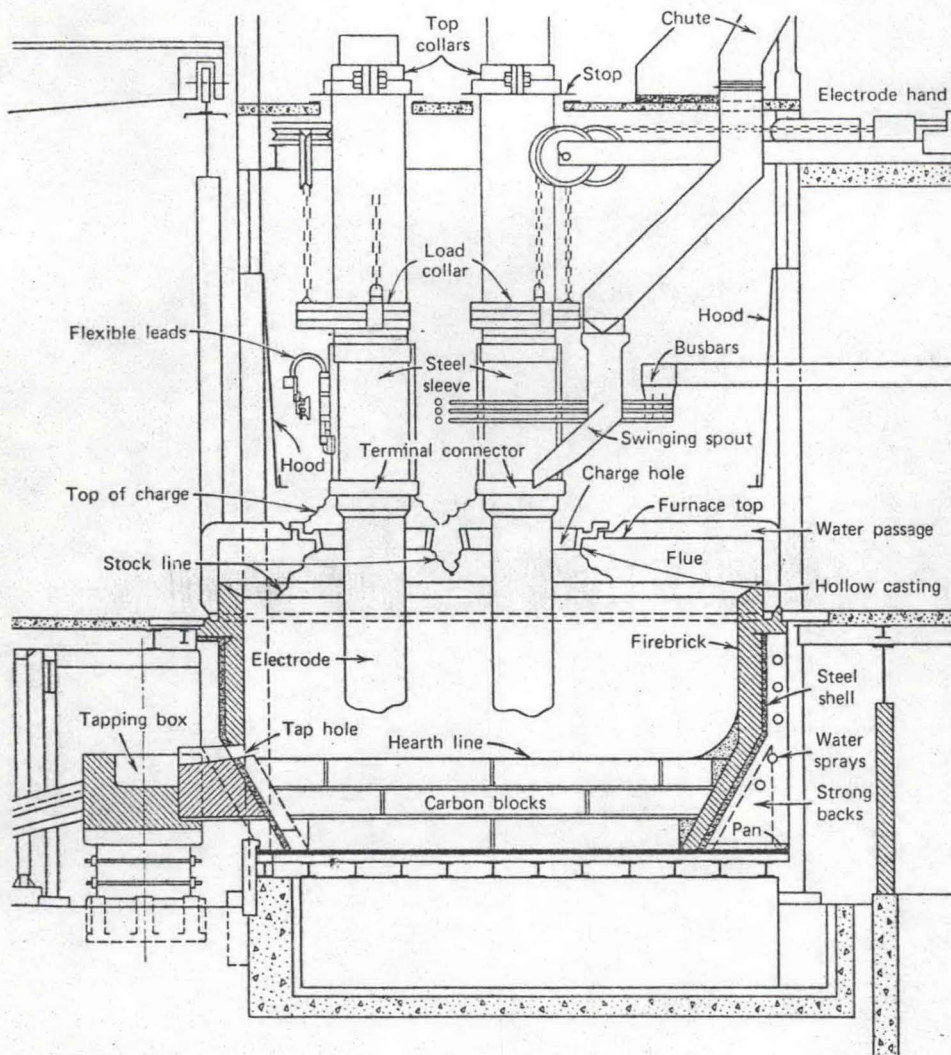 Top
collars
Chute
Stop
Electrode hand
Load
collar
Hood
Flexible leads
Busbars
Steel
sleeve
Swinging spout
Hood
Terminal connector
Charge hole
Top of charge
Furnace top
Water passage
Flue
Stock line
Hollow casting
Firebrick
Electrode
Steel
shell
Tapping box
Tap hole
Hearth line
Water
sprays
Carbon blocks
Strong
backs
Pan